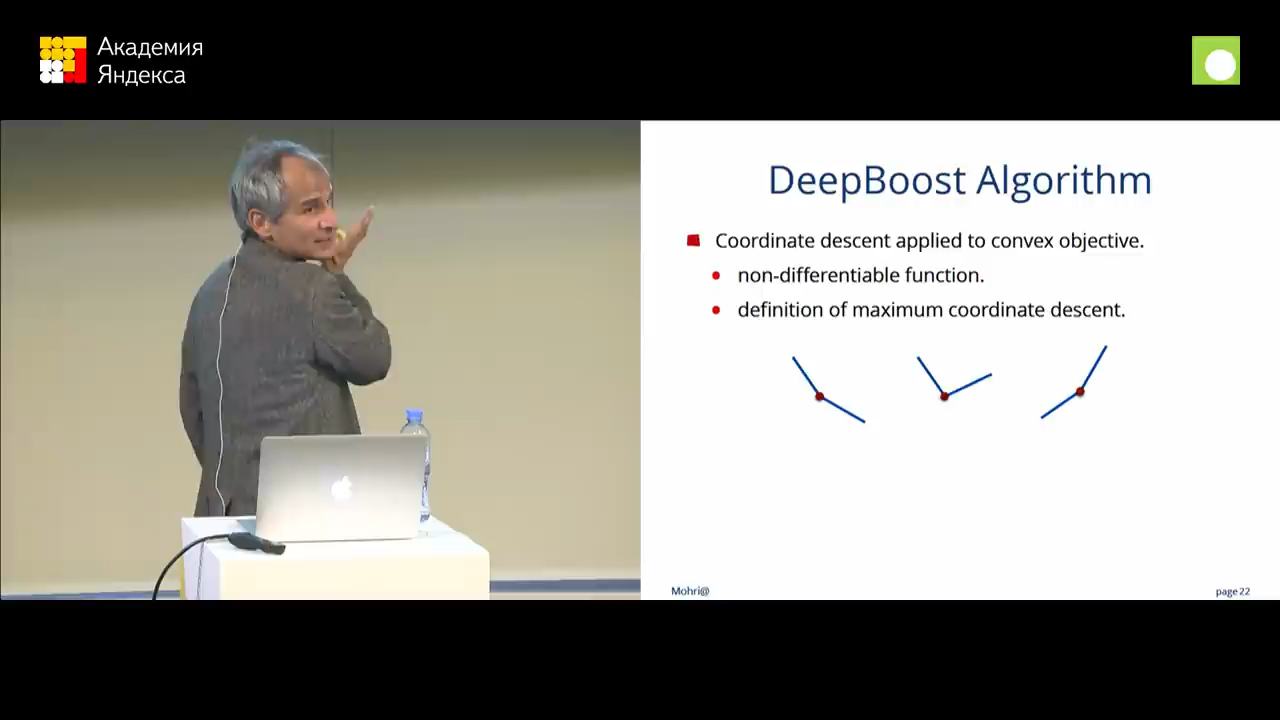 Академия
Яндекса
DeepBoost Algorithm
Coordinate descent applied to convex objective.
non-differentiable function.
definition of maximum coordinate descent.
Mohri@
page 22